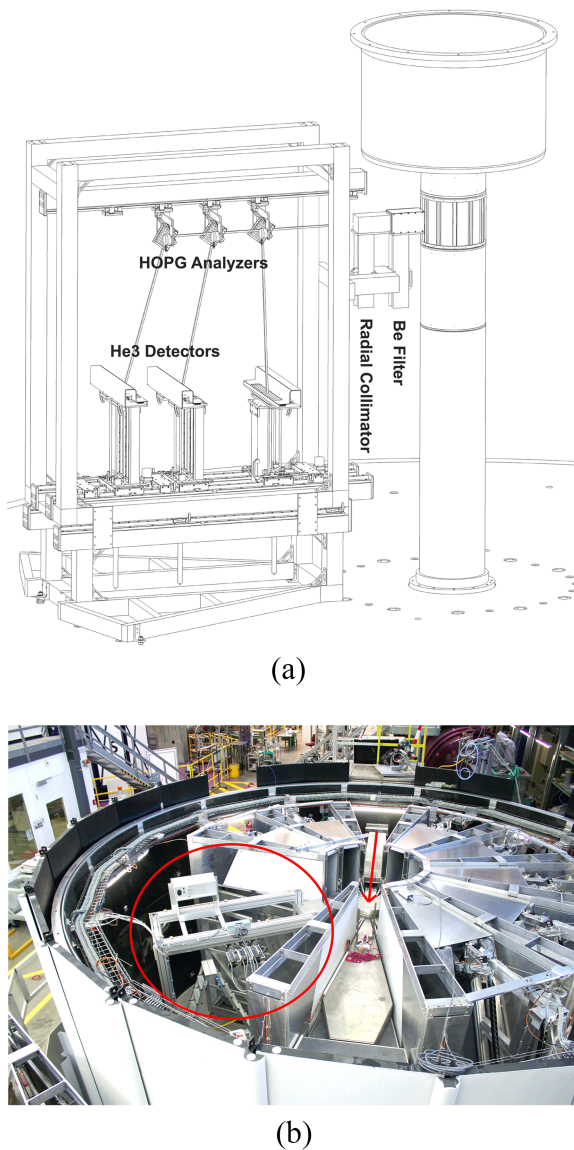 HOPG Analyzers
He3 Detectors
Radial Collimator
Be Filter
(a)
(b)